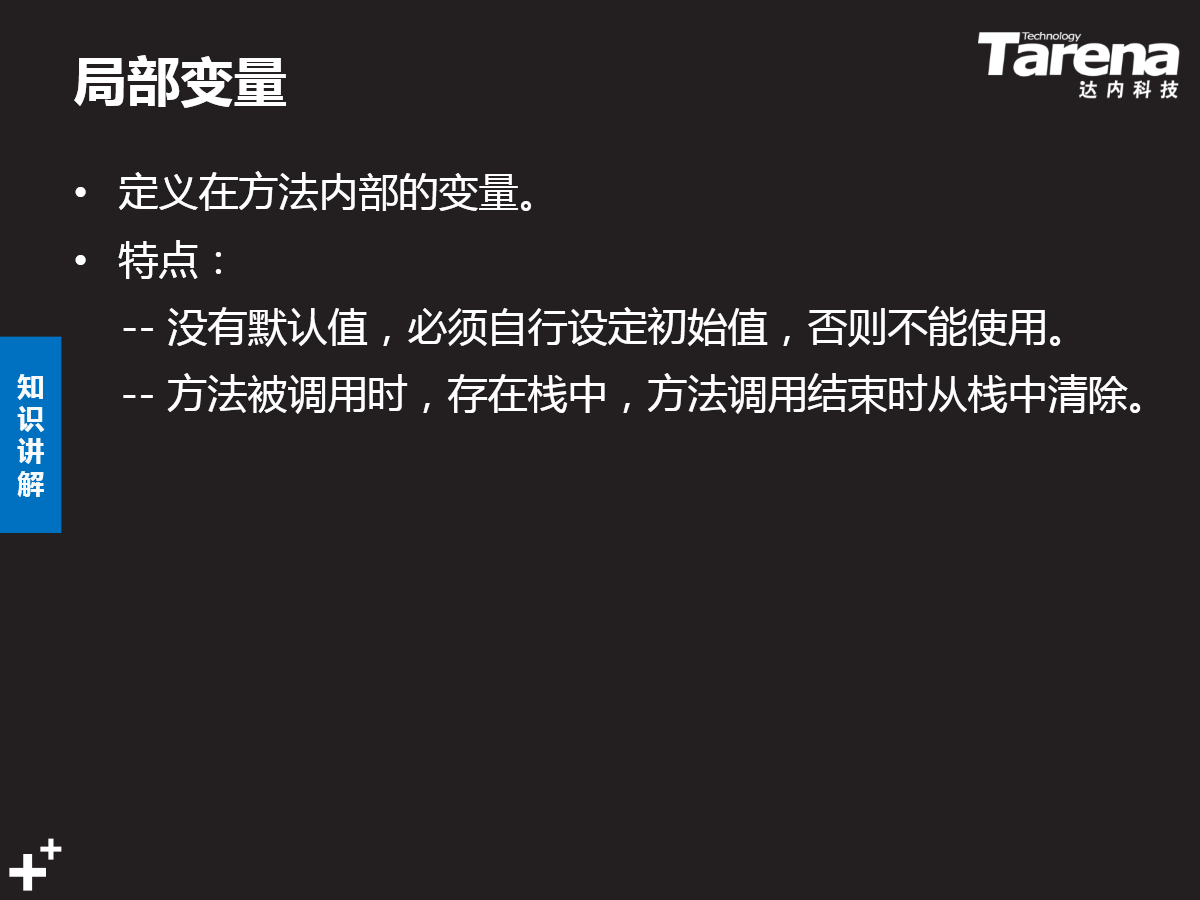 局部变量
Technology
Tarena
达内科技
• 定义在方法内部的变量。
• 特点：
-- 没有默认值，必须自行设定初始值，否则不能使用。
-- 方法被调用时，存在栈中，方法调用结束时从栈中清除。
知
识
讲
解